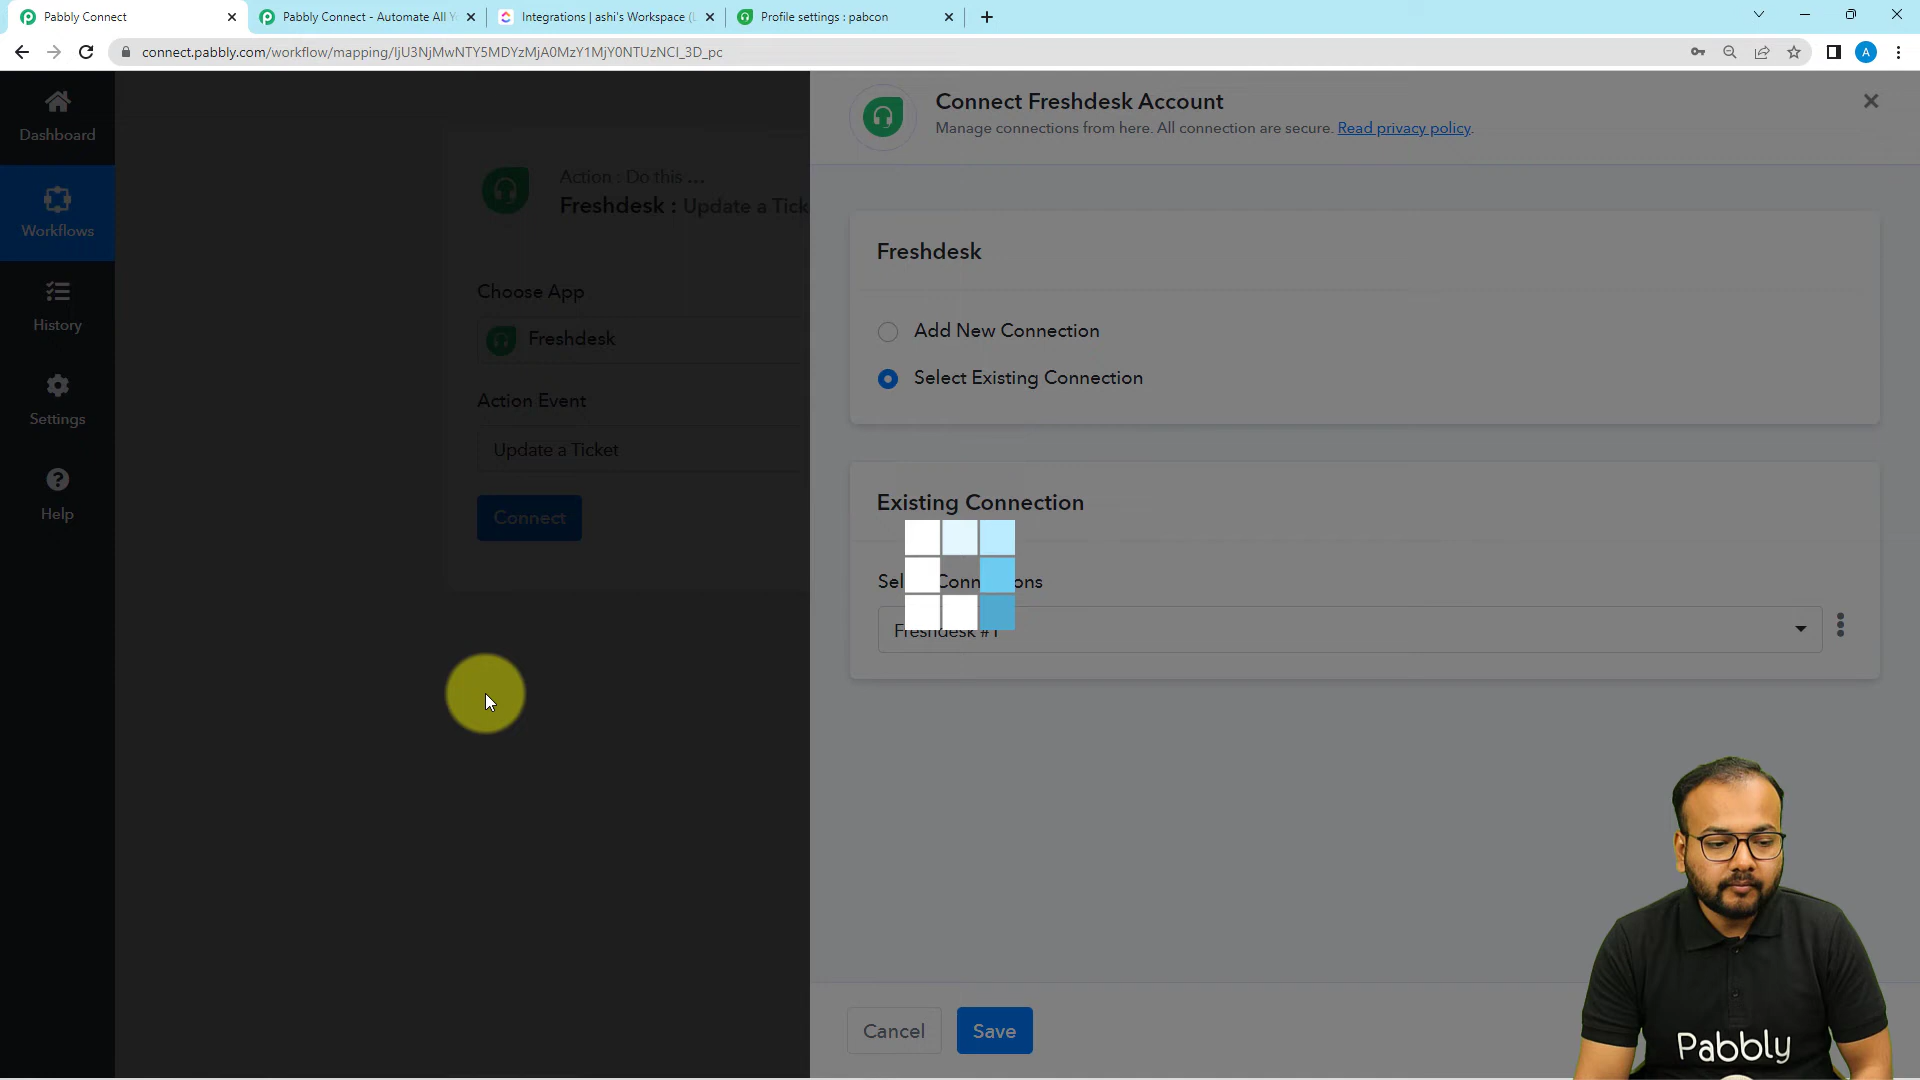 Pabbly Connect
Pabbly Connect - Automate All Y
Integrations | ashi's Workspace (U
Profile settings : pabcon
connect.pabbly.com/workflow/mapping/IjU3NjMwNTY5MDYzMjA0MzY1MjY0NTUzNCI_3D_pc
A
Dashboard
Workflows
History
Settings
Help
Action : Do this ...
Freshdesk : Update a Tick
Choose App
Freshdesk
Action Event
Update a Ticket
Connect
Connect Freshdesk Account
Manage connections from here. All connection are secure. Read privacy policy.
Freshdesk
Add New Connection
Select Existing Connection
Existing Connection
Sel Conn ons
Freshdesk #1
Cancel
Save
Pabbly